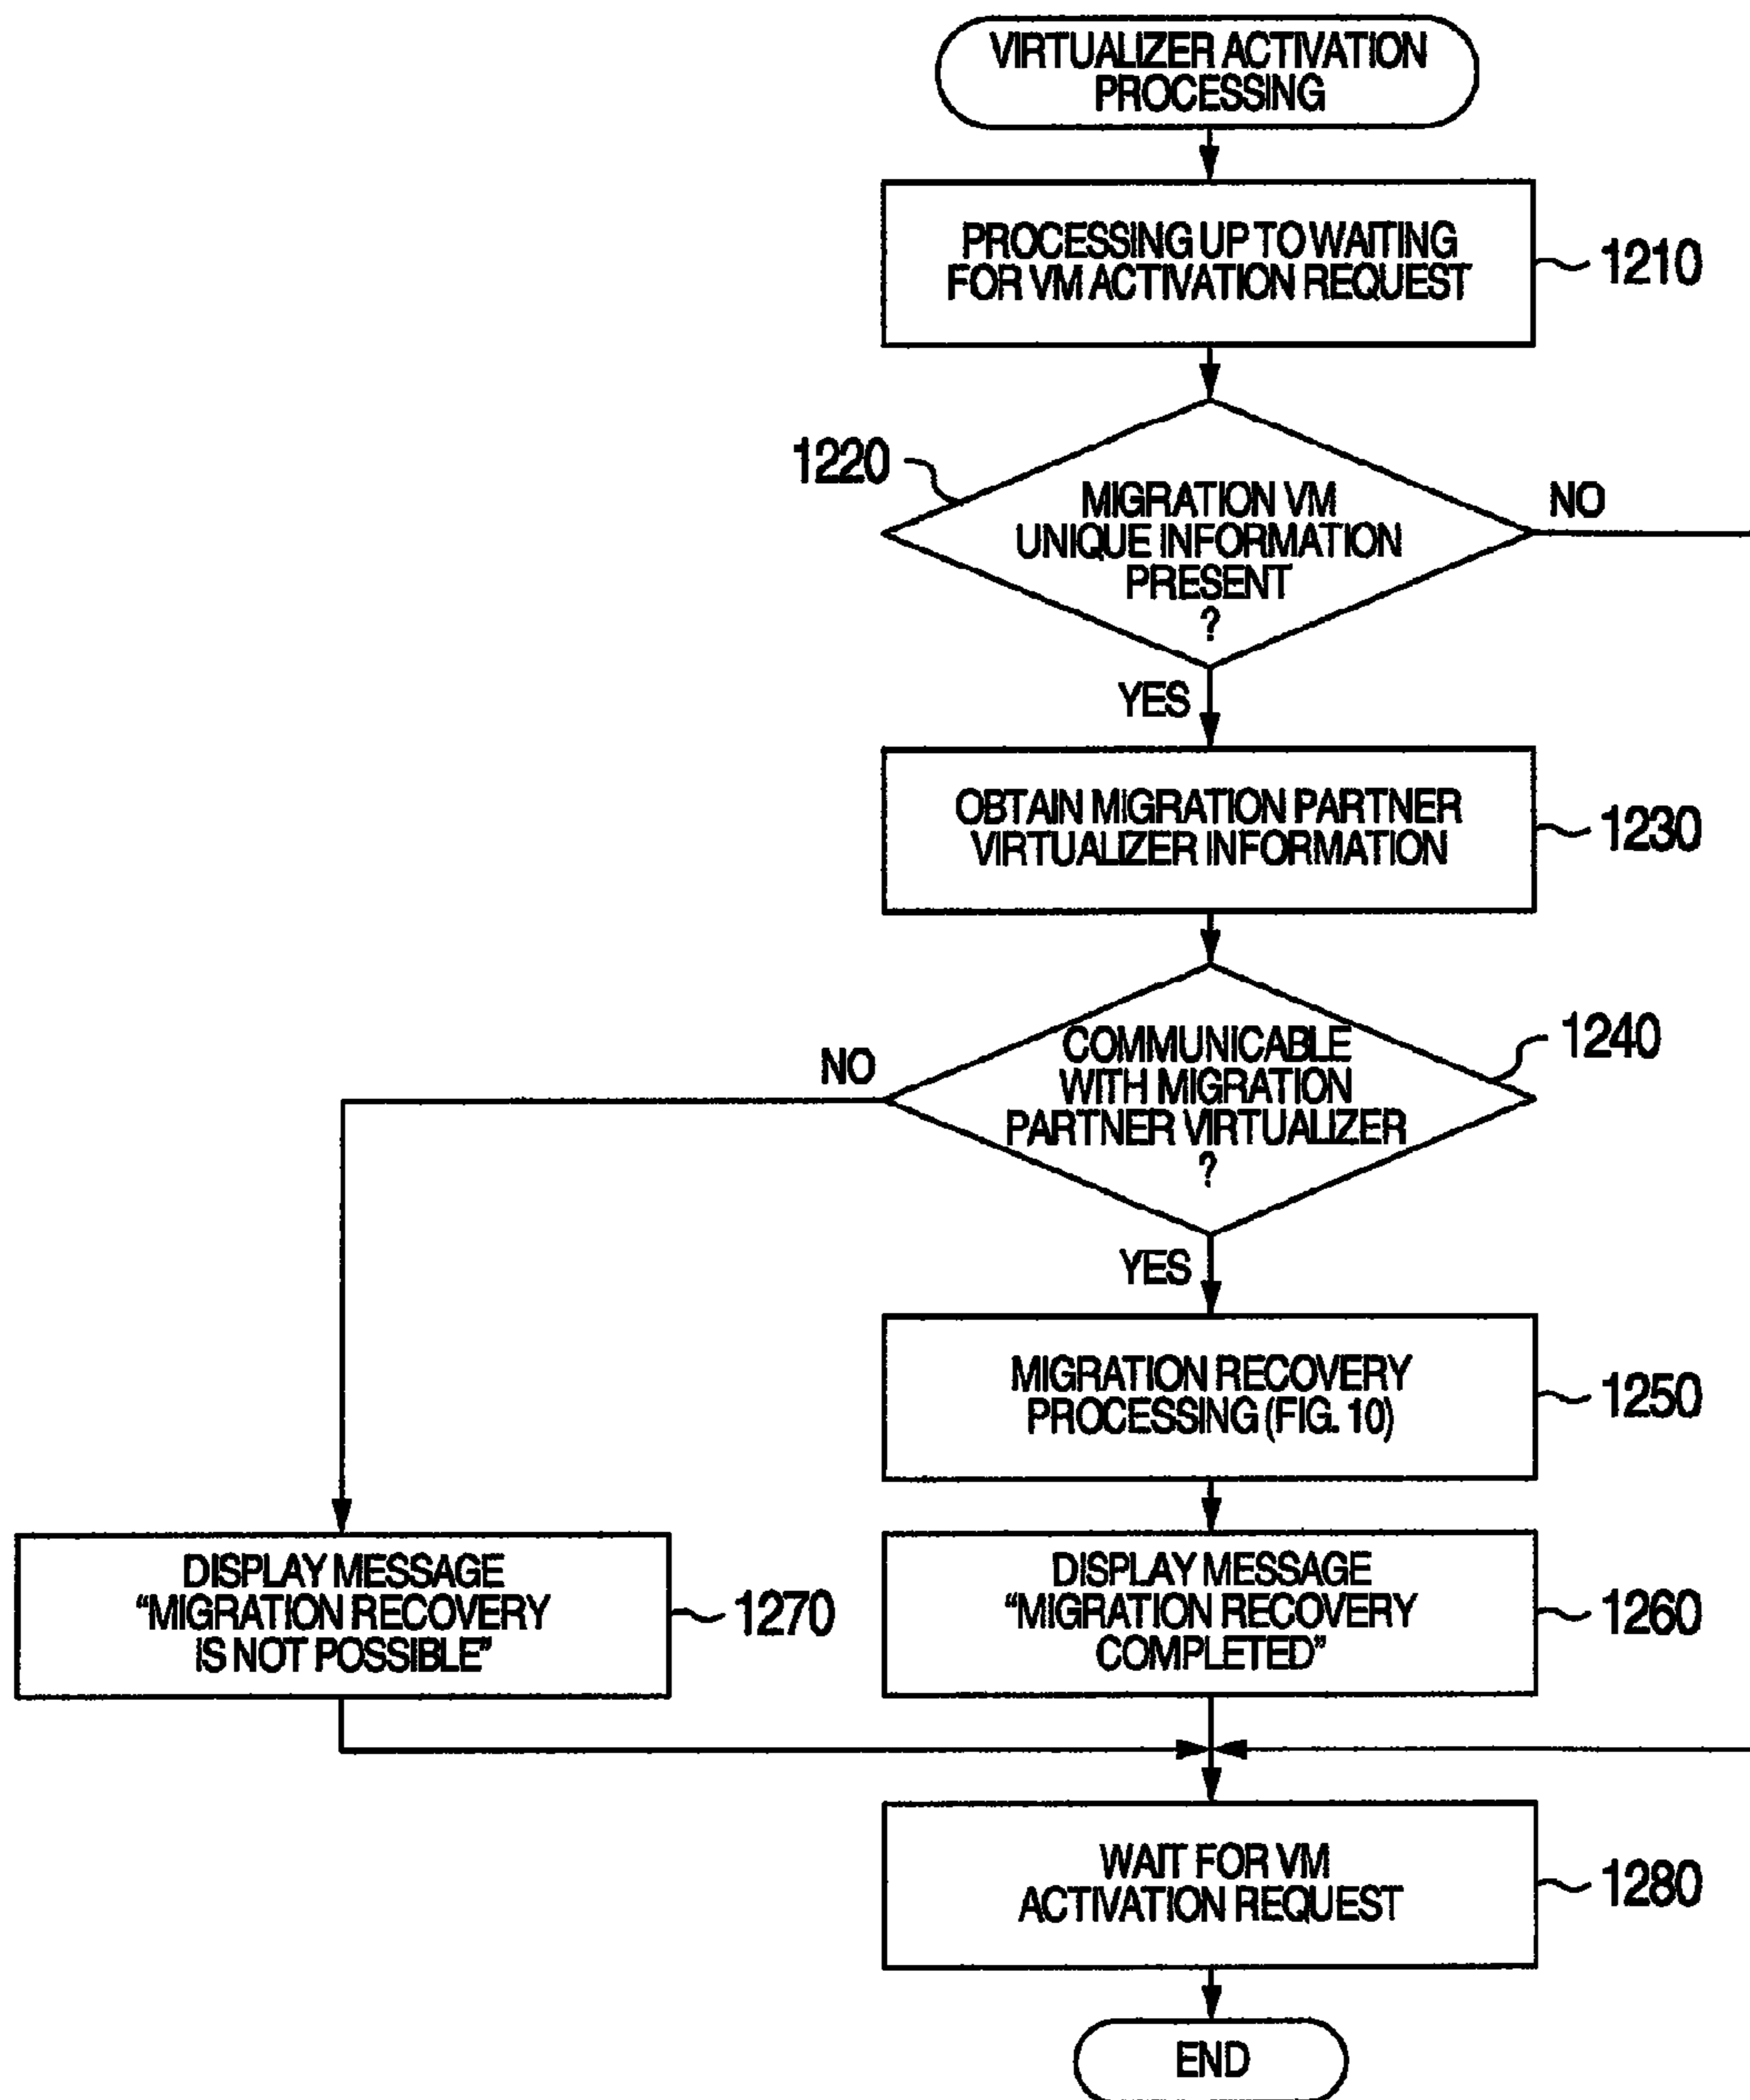 VIRTUALIZER ACTIVATION
PROCESSING
PROCESSING UP TO WAITING
FOR VM ACTIVATION REQUEST
1210
1220
MIGRATION VM
UNIQUE INFORMATION
PRESENT
?
NO
YES
OBTAIN MIGRATION PARTNER
VIRTUALIZER INFORMATION
1230
COMMUNICABLE
WITH MIGRATION
PARTNER VIRTUALIZER
?
1240
NO
YES
MIGRATION RECOVERY
PROCESSING (FIG. 10)
1250
DISPLAY MESSAGE
“MIGRATION RECOVERY
IS NOT POSSIBLE”
1270
DISPLAY MESSAGE
“MIGRATION RECOVERY
COMPLETED”
1260
WAIT FOR VM
ACTIVATION REQUEST
1280
END